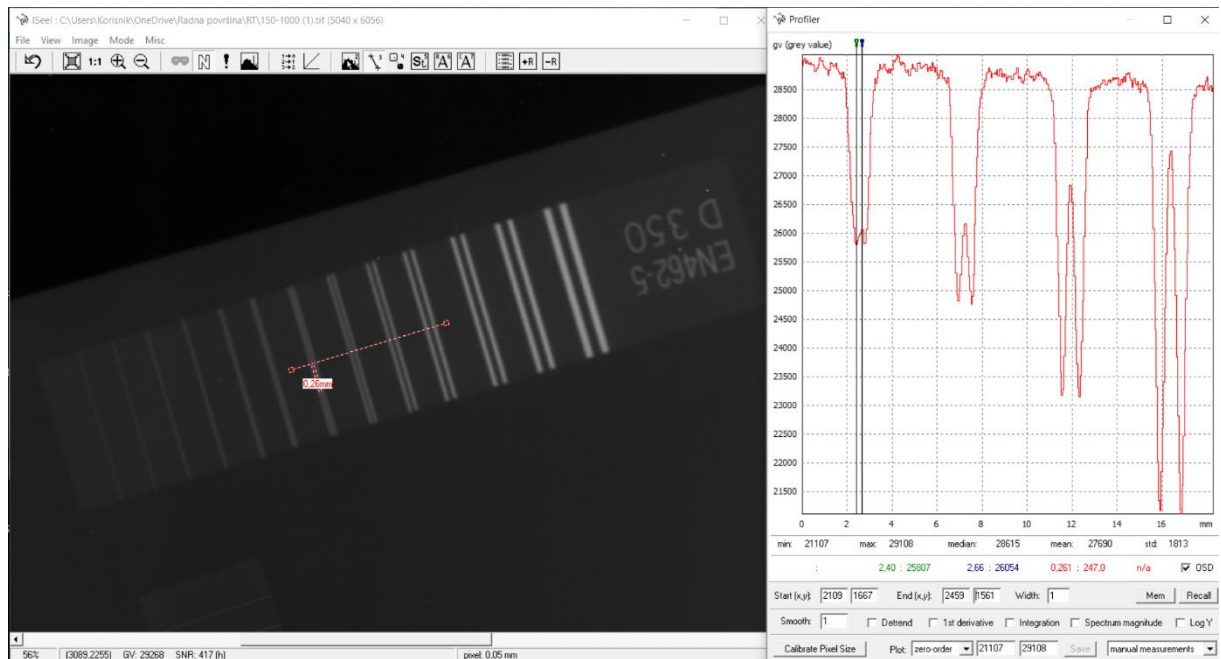 ISee! : C:\Users\Korisnik\OneDrive\Radna površina\RT\150-1000 (1).tif (5040 x 6056)
File View Image Mode Misc
1:1 N ! St "A" "A" +R -R
D 350
EN462-5
0,26mm
56% (3089,2255) GV: 29268 SNR: 417 (h) pixel: 0,05 mm
Profiler
gv (grey value)
28500
28000
27500
27000
26500
26000
25500
25000
24500
24000
23500
23000
22500
22000
21500
0 2 4 6 8 10 12 14 16 mm
min: 21107 max: 29108 median: 28615 mean: 27690 std: 1813
: 2,40 : 25807 2,66 : 26054 0,261 : 247,0 n/a OSD
Start (x,y): 2109 1667 End (x,y): 2459 1561 Width: 1 Mem Recall
Smooth: 1 Detrend 1st derivative Integration Spectrum magnitude Log Y
Calibrate Pixel Size Plot: zero-order 21107 29108 Save manual measurements